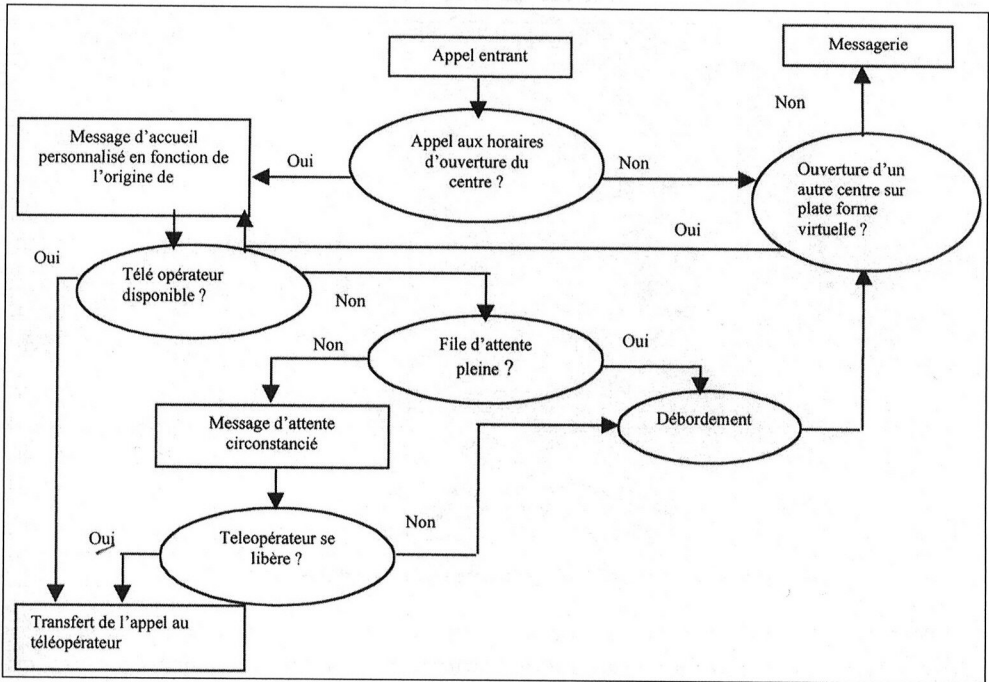 Appel entrant
Messagerie
Non
Message d'accueil
personnalisé en fonction de
l'origine de
Oui
Appel aux horaires
d'ouverture du
centre ?
Non
Ouverture d'un
autre centre sur
plate forme
virtuelle ?
Oui
Oui
Télé opérateur
disponible ?
Non
Non
File d'attente
pleine ?
Oui
Message d'attente
circonstancié
Débordement
Oui
Teleopérateur se
libère ?
Non
Transfert de l'appel au
téléopérateur